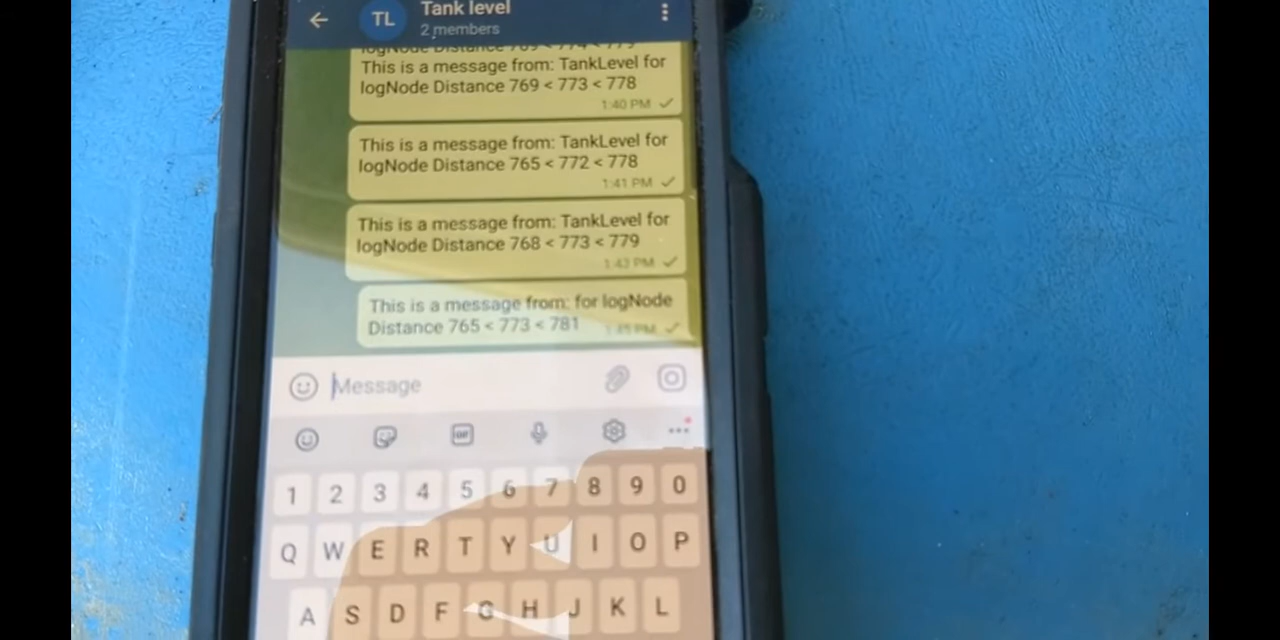 Tank level
TL
2 members
This is a message from: TankLevel for
logNode Distance 769 < 773 < 778
1:40 PM
This is a message from: TankLevel for
logNode Distance 765 < 772 < 778
1:41 PM
This is a message from: TankLevel for
logNode Distance 768 < 773 < 779
1:43 PM
This is a message from: for logNode
Distance 765 < 773 < 781
Message
GIF
1 2 3 4 5 6 7 8 9 0
Q W E R T Y U I O P
A S D F G H J K L